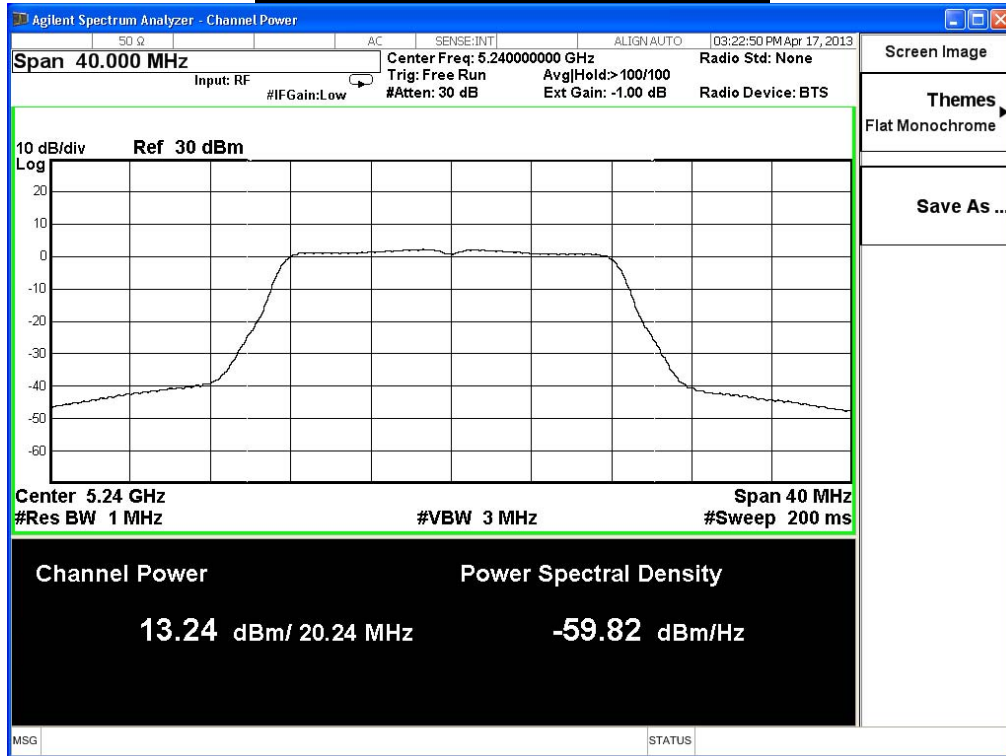 Agilent Spectrum Analyzer - Channel Power
50 Ω AC SENSE:INT ALIGN AUTO 03:22:50 PM Apr 17, 2013
Span 40.000 MHz
Input: RF
#IFGain:Low
Center Freq: 5.240000000 GHz
Trig: Free Run Avg|Hold:>100/100
#Atten: 30 dB Ext Gain: -1.00 dB
Radio Std: None
Radio Device: BTS
10 dB/div Ref 30 dBm
Log
20
10
0
-10
-20
-30
-40
-50
-60
Center 5.24 GHz Span 40 MHz
#Res BW 1 MHz #VBW 3 MHz #Sweep 200 ms
Channel Power Power Spectral Density
13.24 dBm/ 20.24 MHz -59.82 dBm/Hz
MSG STATUS
Screen Image
Themes
Flat Monochrome
Save As ...